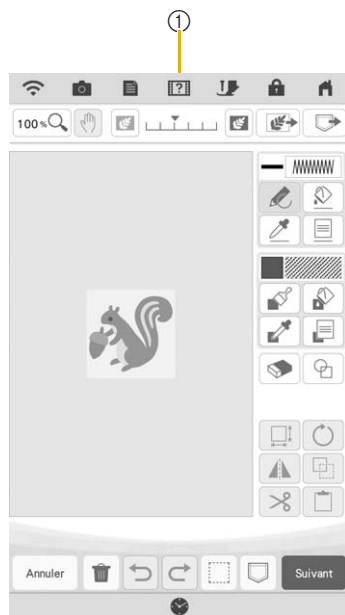 ①
?
100 %
Annuler
Suivant